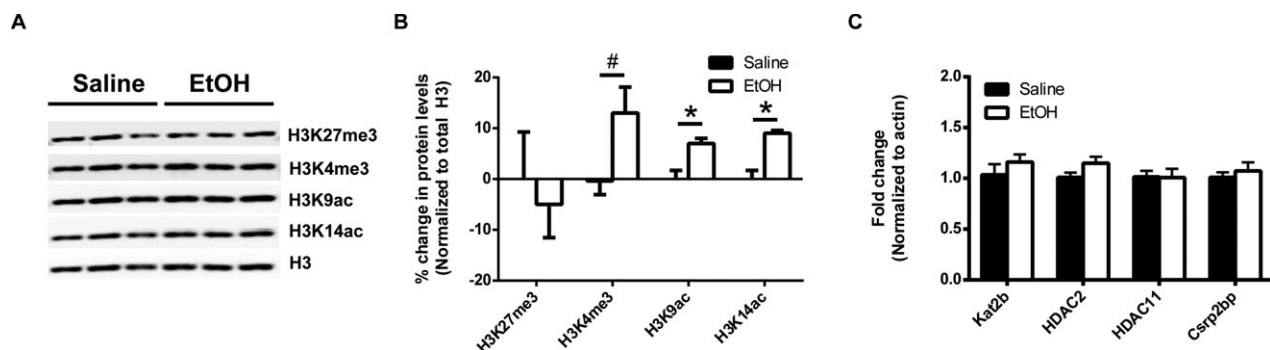 A
Saline EtOH
H3K27me3
H3K4me3
H3K9ac
H3K14ac
H3
B
% change in protein levels
(Normalized to total H3)
20
10
0
-10
-20
Saline
EtOH
#
*
*
H3K27me3
H3K4me3
H3K9ac
H3K14ac
C
Fold change
(Normalized to actin)
2.0
1.5
1.0
0.5
0.0
Saline
EtOH
Kat2b
HDAC2
HDAC11
Csrp2bp